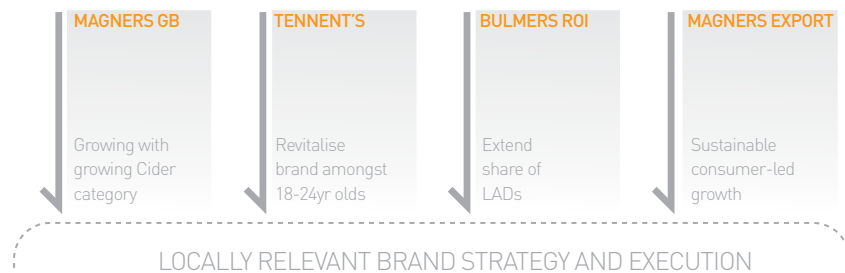 MAGNERS GB
Growing with
growing Cider
category
TENNENT'S
Revitalise
brand amongst
18-24yr olds
BULMERS ROI
Extend
share of
LADs
MAGNERS EXPORT
Sustainable
consumer-led
growth
LOCALLY RELEVANT BRAND STRATEGY AND EXECUTION